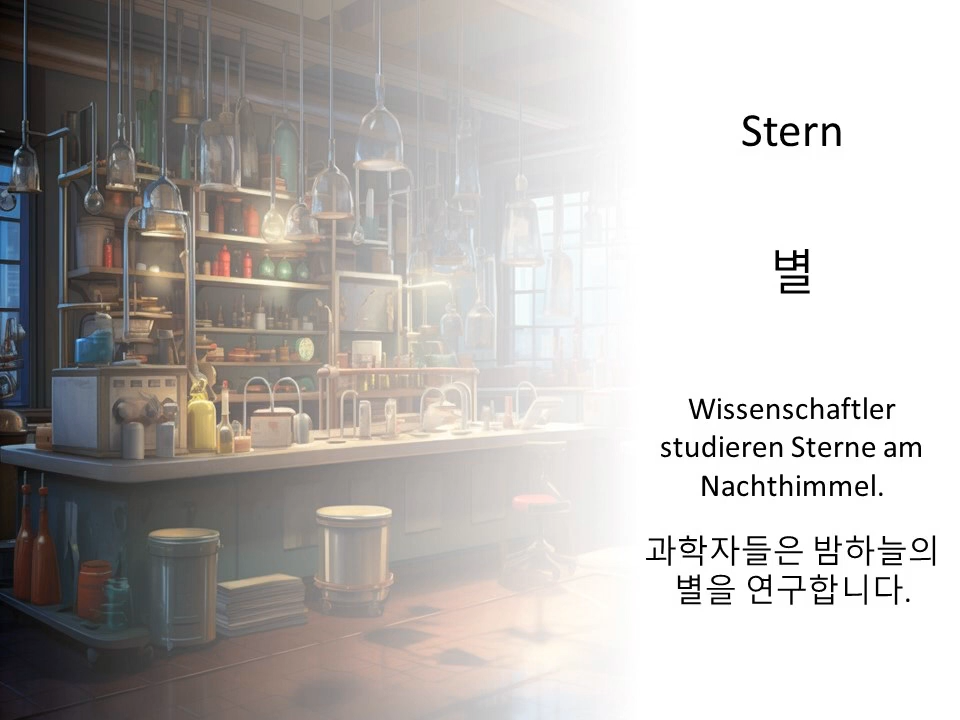 Stern
별
Wissenschaftler
studieren Sterne am
Nachthimmel.
과학자들은 밤하늘의
별을 연구합니다.